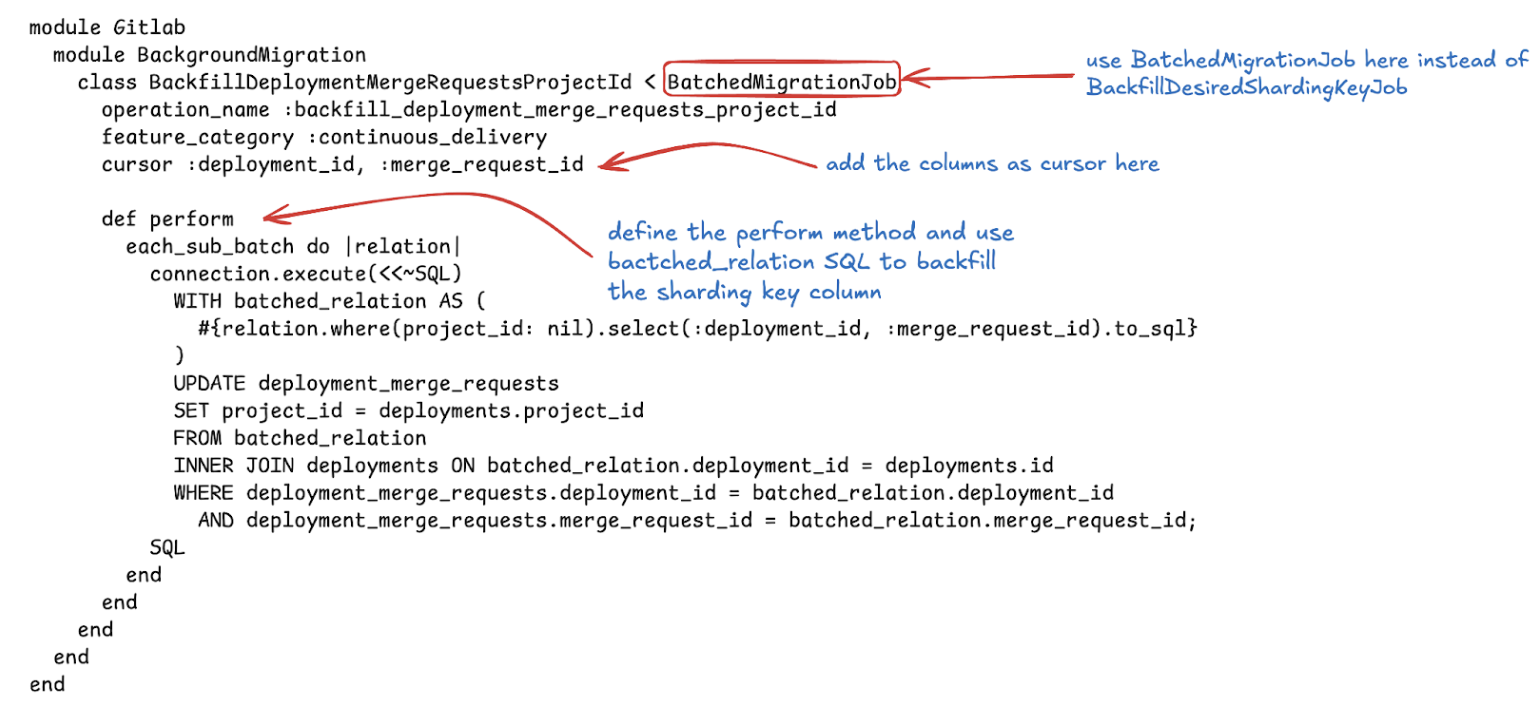 module Gitlab
module BackgroundMigration
class BackfillDeploymentMergeRequestsProjectId < BatchedMigrationJob
use BatchedMigrationJob here instead of
BackfillDesiredShardingKeyJob
operation_name :backfill_deployment_merge_requests_project_id
feature_category :continuous_delivery
cursor :deployment_id, :merge_request_id
add the columns as cursor here
def perform
each_sub_batch do |relation|
connection.execute(<<~SQL)
define the perform method and use
bactched_relation SQL to backfill
the sharding key column
WITH batched_relation AS (
#{relation.where(project_id: nil).select(:deployment_id, :merge_request_id).to_sql}
)
UPDATE deployment_merge_requests
SET project_id = deployments.project_id
FROM batched_relation
INNER JOIN deployments ON batched_relation.deployment_id = deployments.id
WHERE deployment_merge_requests.deployment_id = batched_relation.deployment_id
AND deployment_merge_requests.merge_request_id = batched_relation.merge_request_id;
SQL
end
end
end
end
end